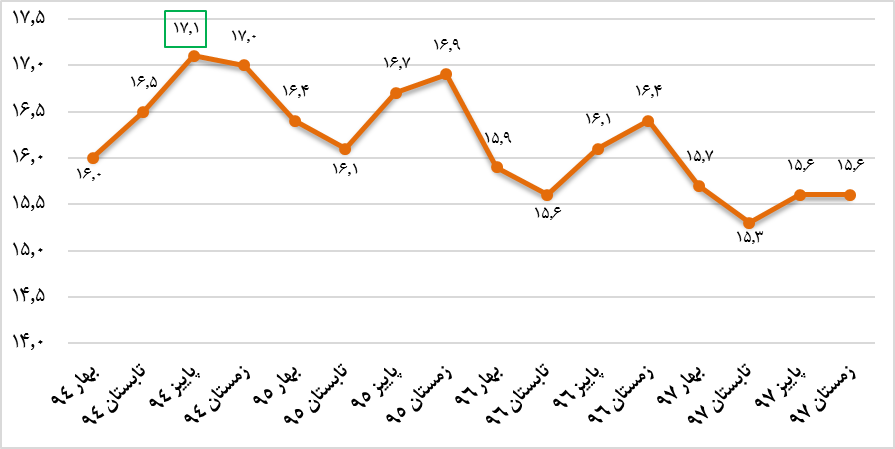 ۱۷,۵
۱۷,۰
۱۶,۵
۱۶,۰
۱۵,۵
۱۵,۰
۱۴,۵
۱۴,۰
۱۶,۰
۱۶,۵
۱۷,۱
۱۷,۰
۱۶,۴
۱۶,۱
۱۶,۷
۱۶,۹
۱۵,۹
۱۵,۶
۱۶,۱
۱۶,۴
۱۵,۷
۱۵,۳
۱۵,۶
۱۵,۶
بهار ۹۴
تابستان ۹۴
پاییز ۹۴
زمستان ۹۴
بهار ۹۵
تابستان ۹۵
پاییز ۹۵
زمستان ۹۵
بهار ۹۶
تابستان ۹۶
پاییز ۹۶
زمستان ۹۶
بهار ۹۷
تابستان ۹۷
پاییز ۹۷
زمستان ۹۷